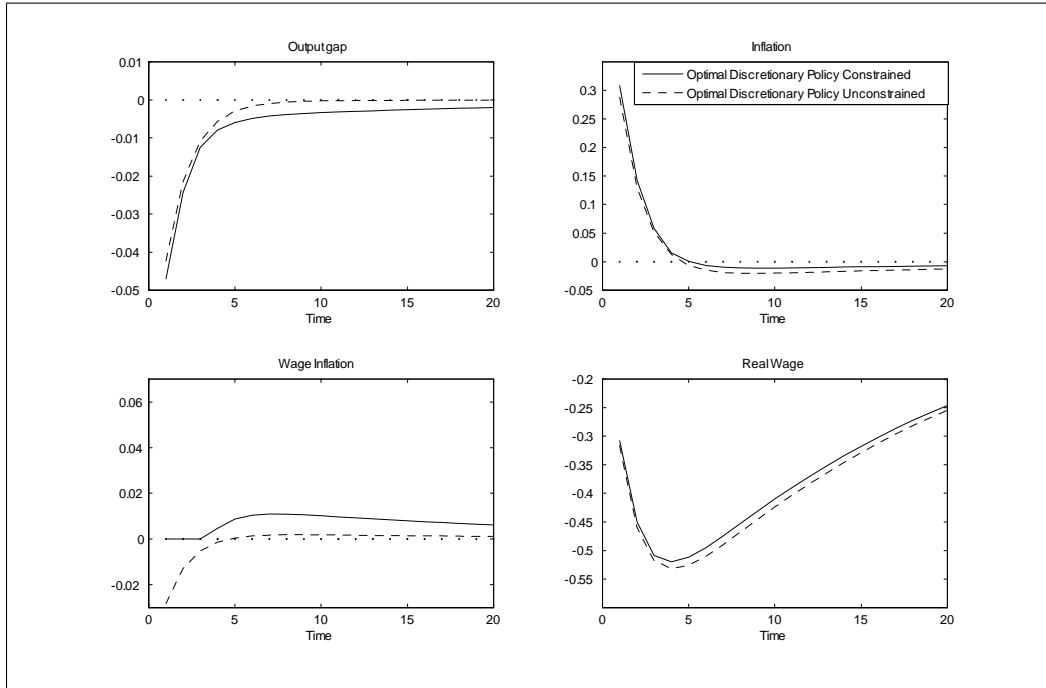 Output gap
0.01
0
-0.01
-0.02
-0.03
-0.04
-0.05
0 5 10 15 20
Time
Inflation
Optimal Discretionary Policy Constrained
Optimal Discretionary Policy Unconstrained
0.3
0.25
0.2
0.15
0.1
0.05
0
-0.05
0 5 10 15 20
Time
Wage Inflation
0.06
0.04
0.02
0
-0.02
0 5 10 15 20
Time
Real Wage
-0.2
-0.25
-0.3
-0.35
-0.4
-0.45
-0.5
-0.55
0 5 10 15 20
Time